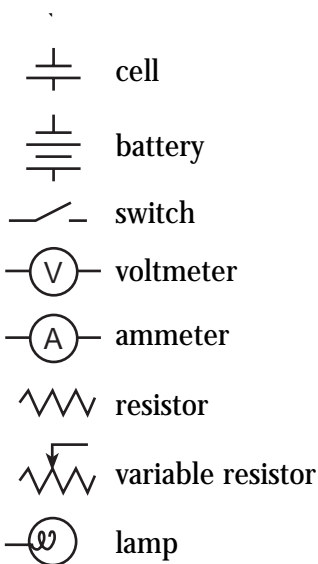 cell
battery
switch
V voltmeter
A ammeter
resistor
variable resistor
lamp